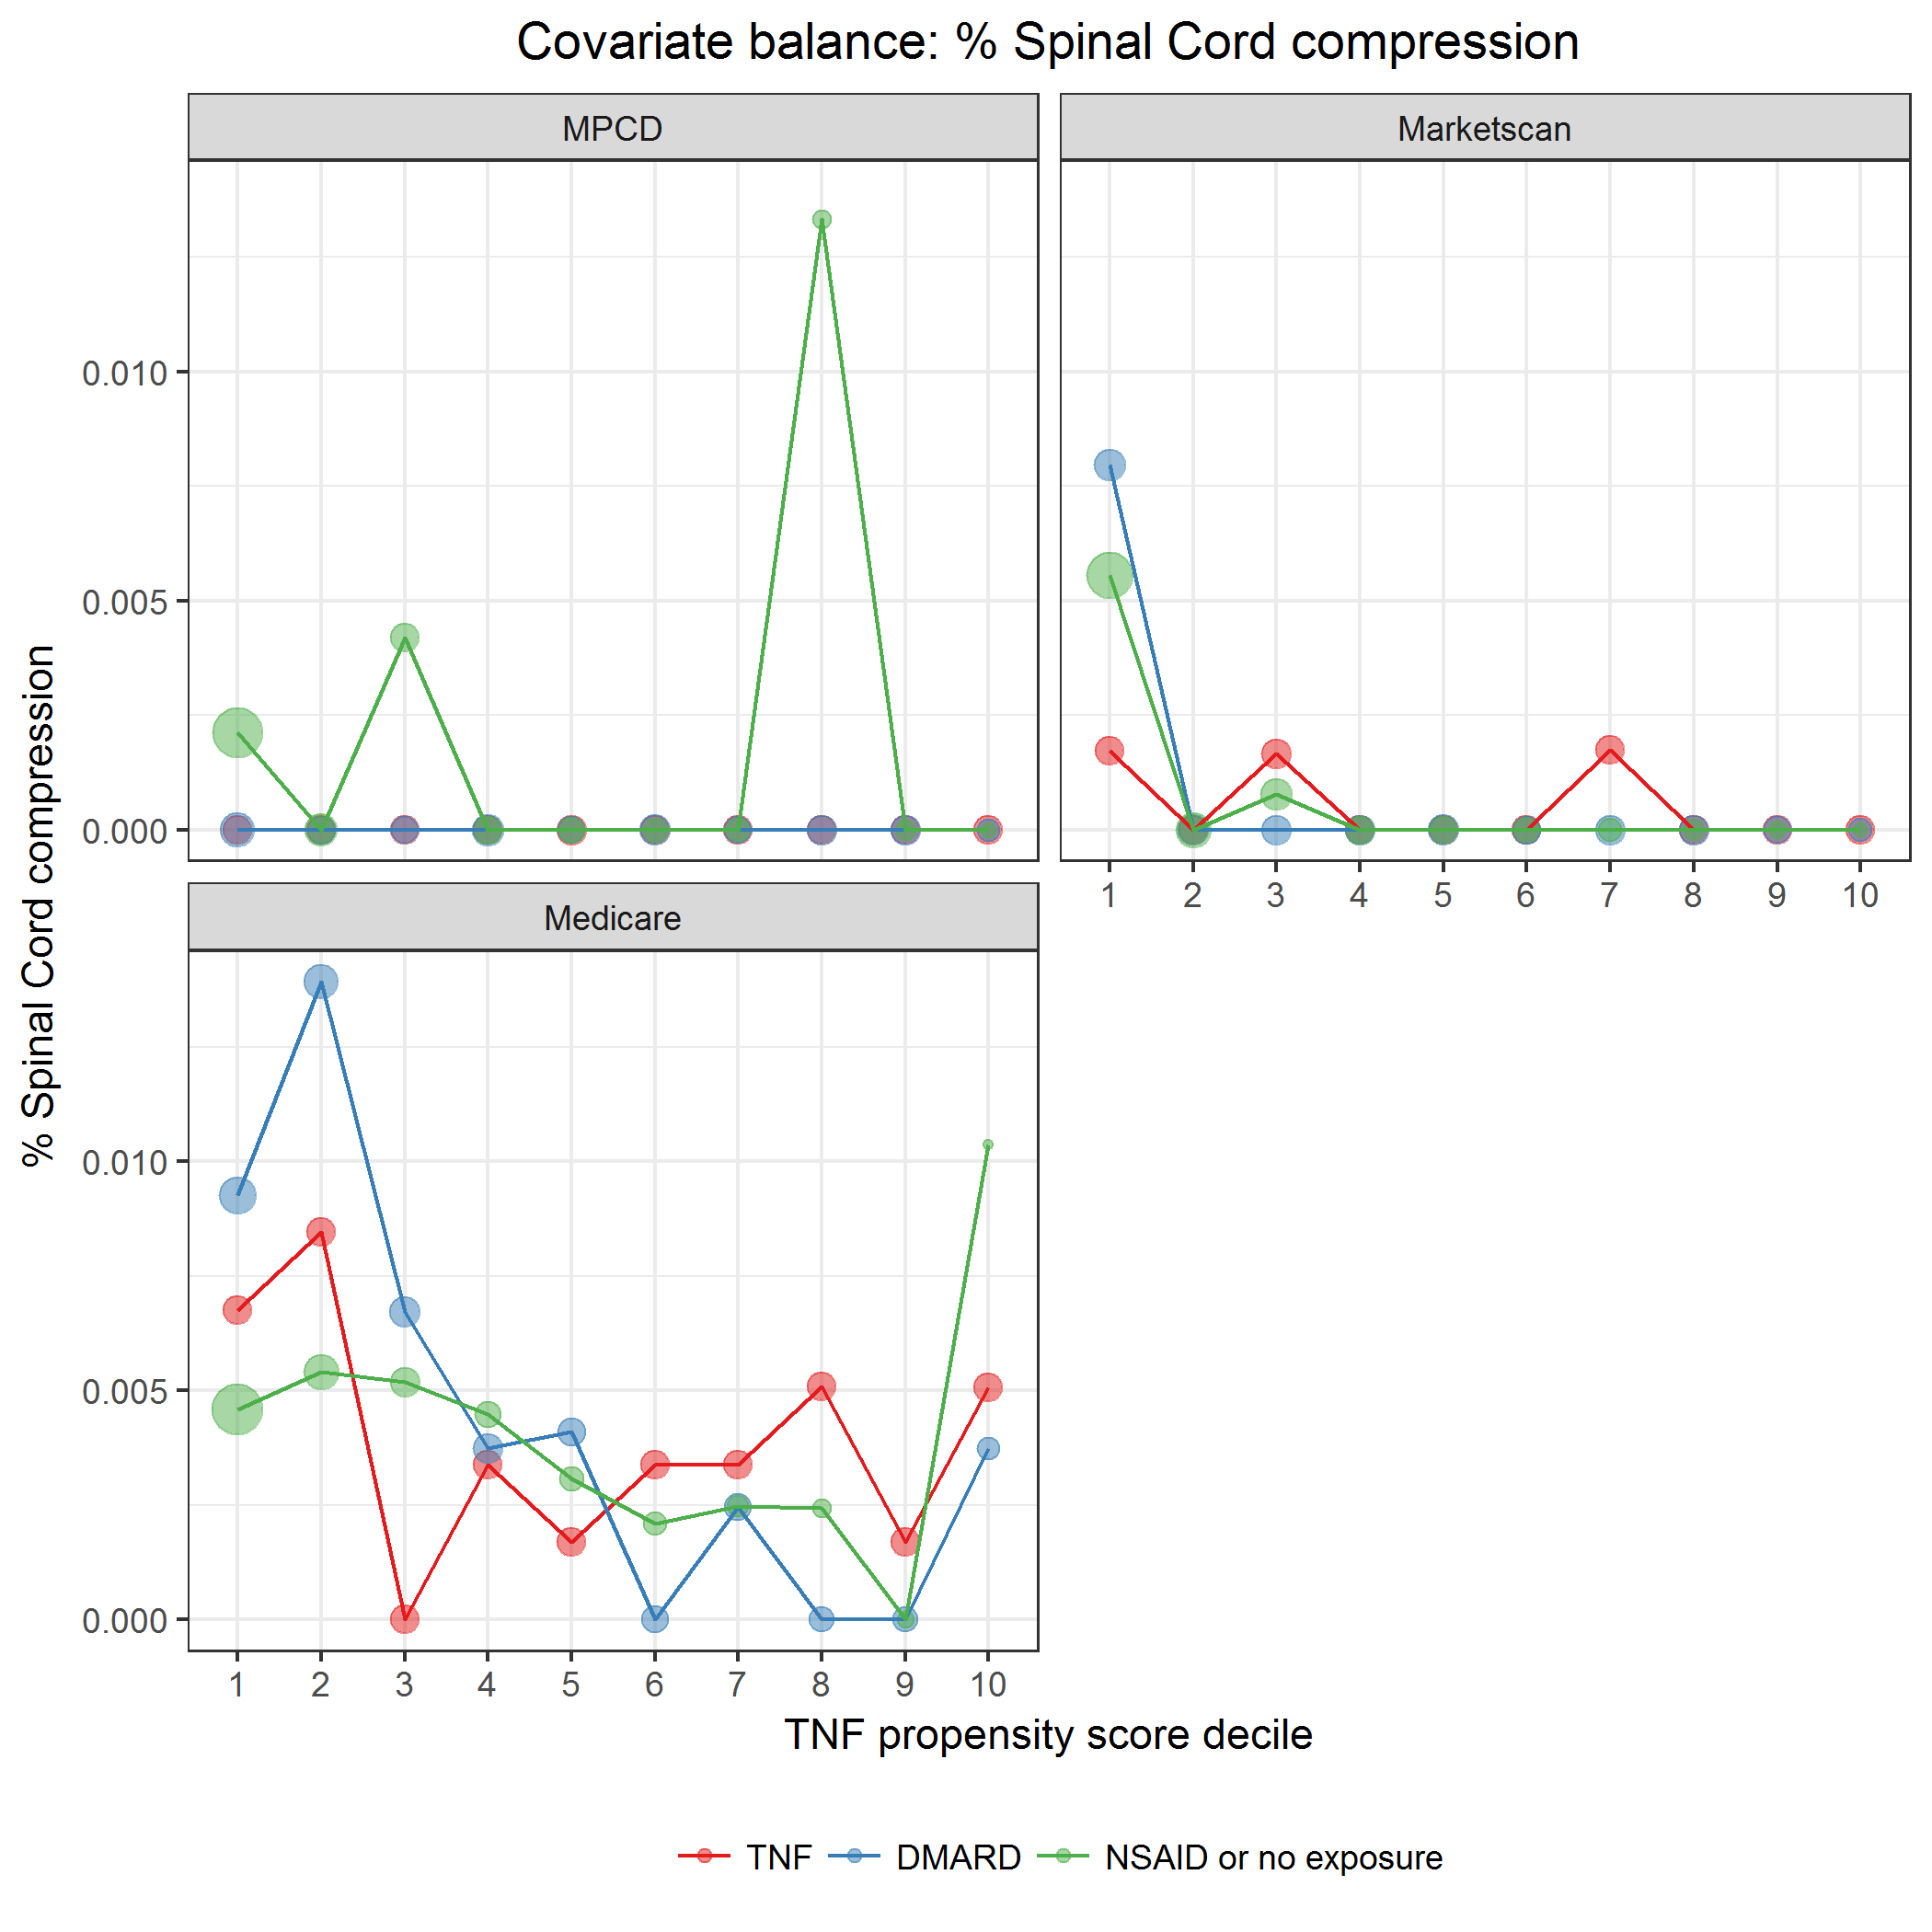 Covariate balance: % Spinal Cord compression
MPCD
Marketscan
0.010
0.005
0.000
1 2 3 4 5 6 7 8 9 10
Medicare
0.010
0.005
0.000
1 2 3 4 5 6 7 8 9 10
% Spinal Cord compression
TNF propensity score decile
TNF DMARD NSAID or no exposure